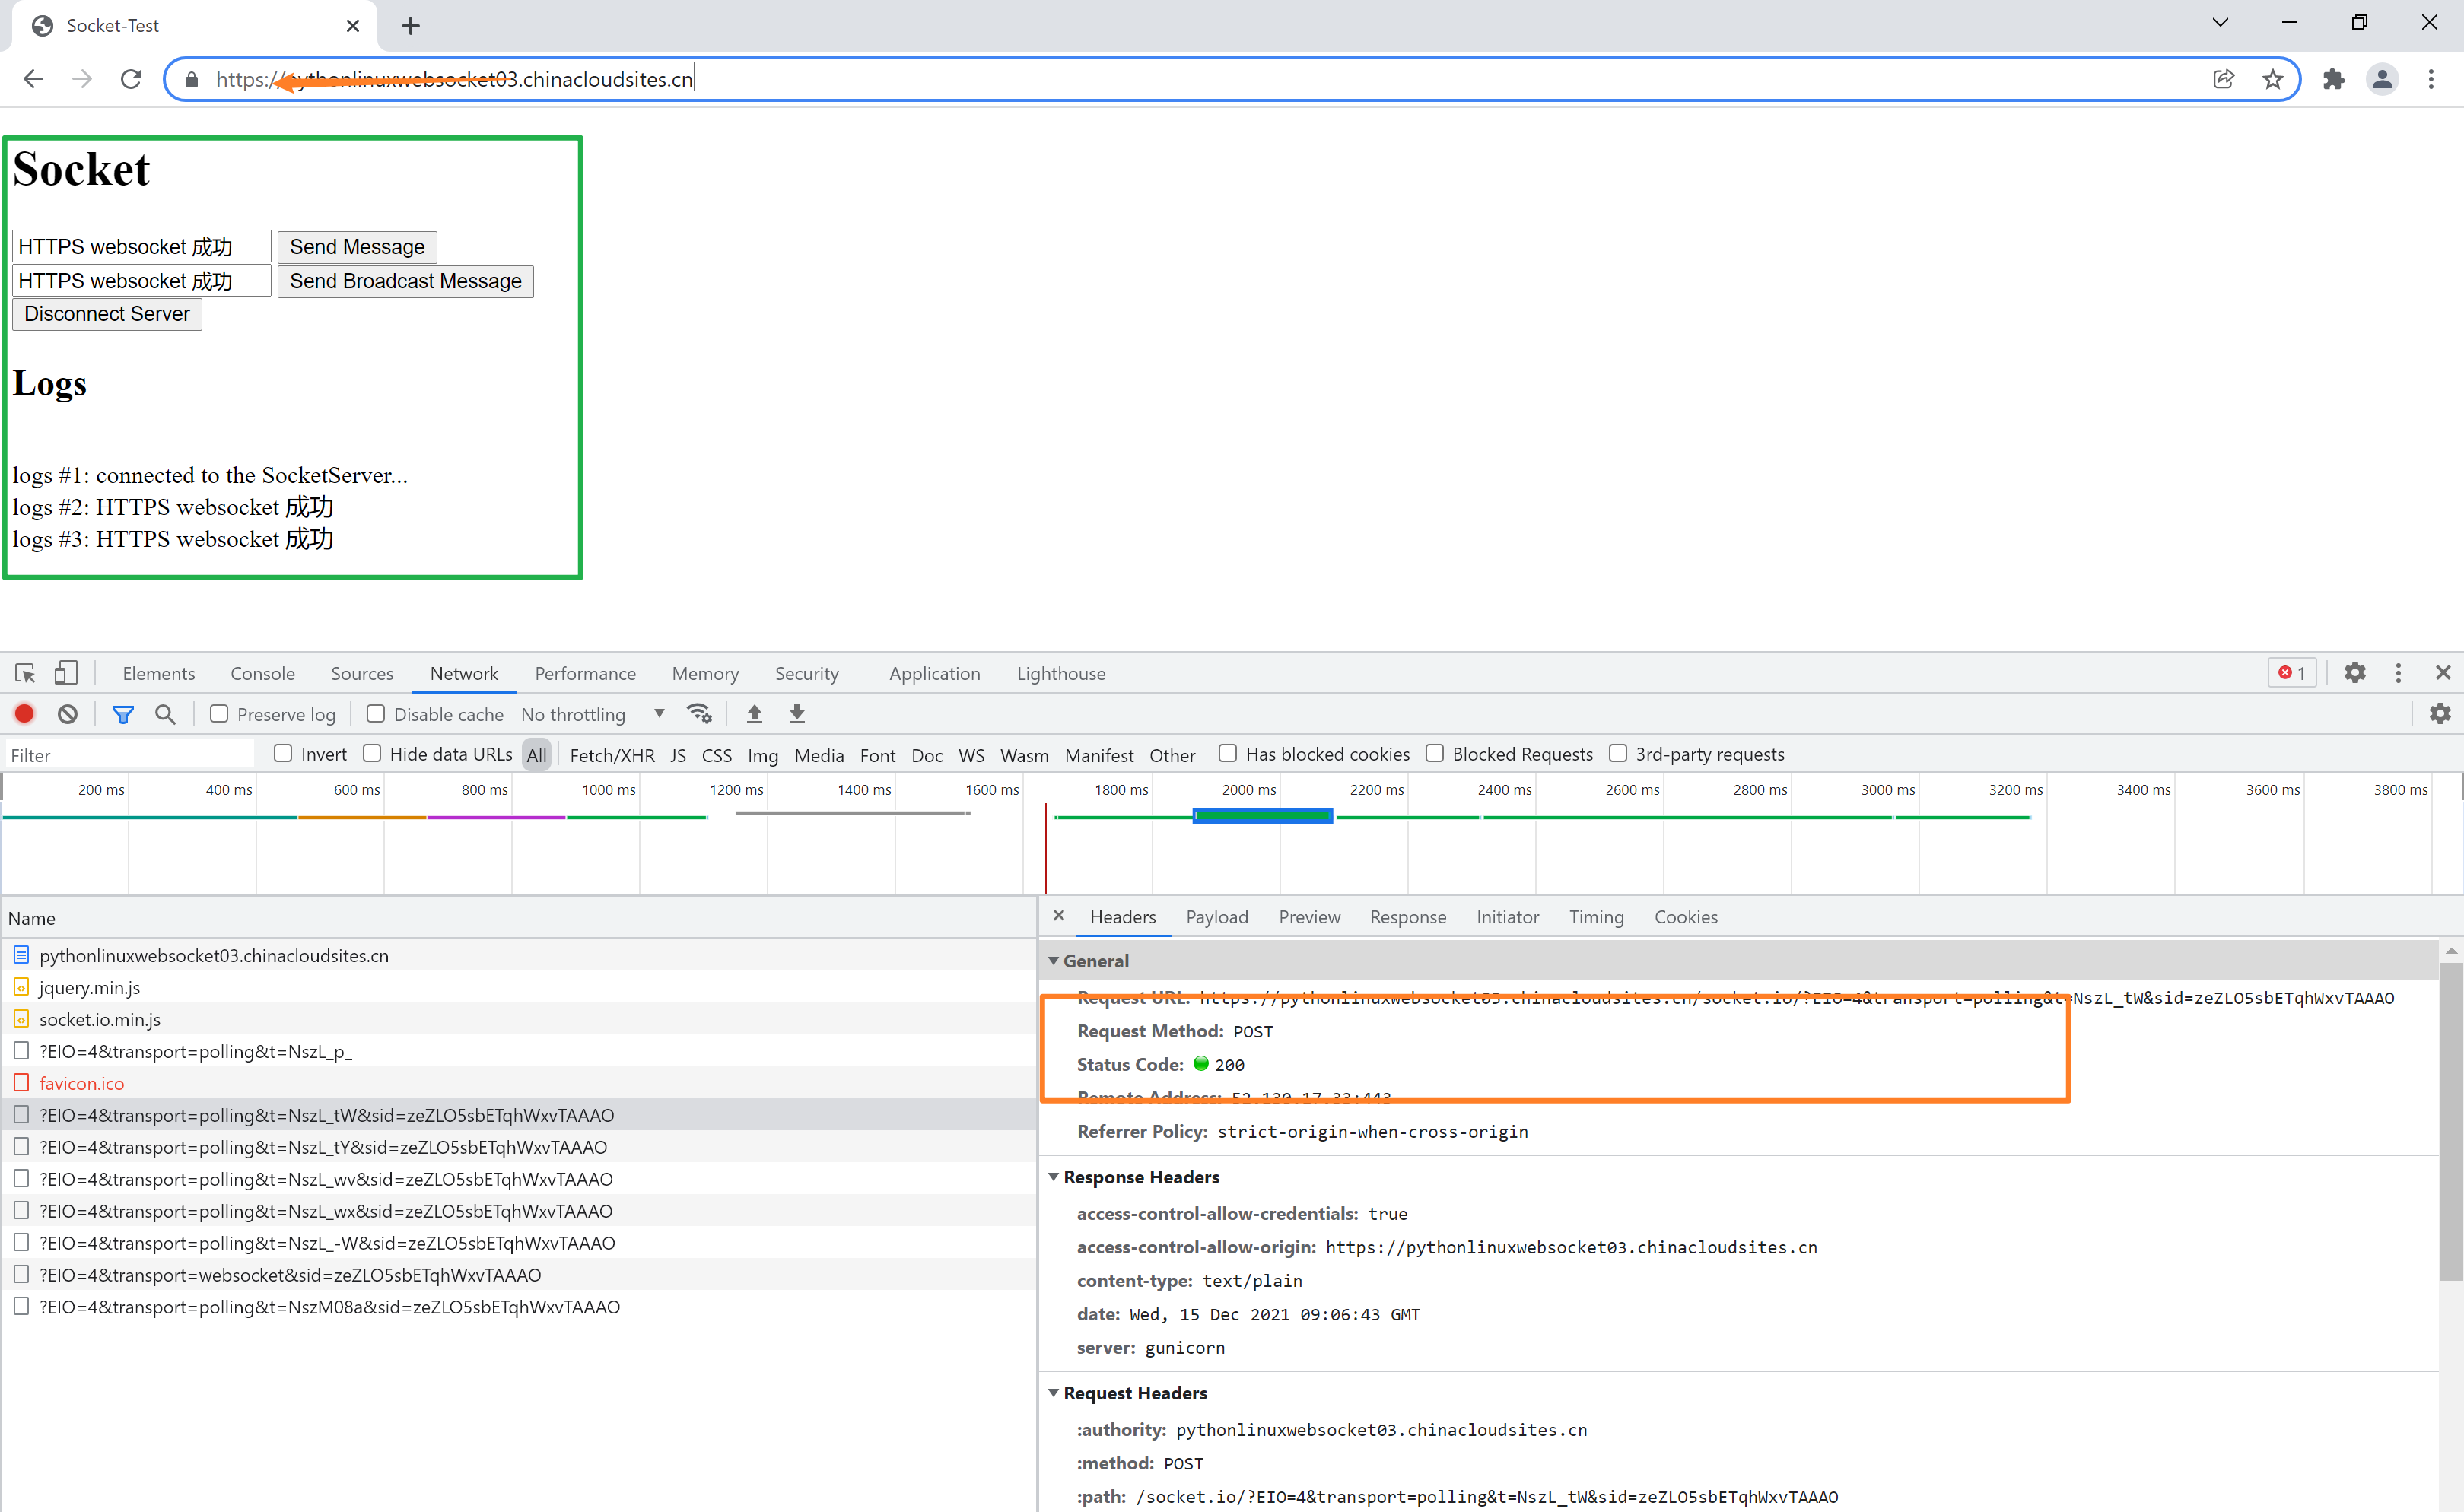 Socket-Test
https://pythonlinuxwebsocket03.chinacloudsites.cn
Socket
HTTPS websocket 成功 Send Message
HTTPS websocket 成功 Send Broadcast Message
Disconnect Server
Logs
logs #1: connected to the SocketServer...
logs #2: HTTPS websocket 成功
logs #3: HTTPS websocket 成功
Elements Console Sources Network Performance Memory Security Application Lighthouse 1
Preserve log Disable cache No throttling
Filter Invert Hide data URLs All Fetch/XHR JS CSS Img Media Font Doc WS Wasm Manifest Other Has blocked cookies Blocked Requests 3rd-party requests
200 ms 400 ms 600 ms 800 ms 1000 ms 1200 ms 1400 ms 1600 ms 1800 ms 2000 ms 2200 ms 2400 ms 2600 ms 2800 ms 3000 ms 3200 ms 3400 ms 3600 ms 3800 ms
Name
pythonlinuxwebsocket03.chinacloudsites.cn
jquery.min.js
socket.io.min.js
?EIO=4&transport=polling&t=NszL_p_
favicon.ico
?EIO=4&transport=polling&t=NszL_tW&sid=zeZLO5sbETqhWxvTAAAO
?EIO=4&transport=polling&t=NszL_tY&sid=zeZLO5sbETqhWxvTAAAO
?EIO=4&transport=polling&t=NszL_wv&sid=zeZLO5sbETqhWxvTAAAO
?EIO=4&transport=polling&t=NszL_wx&sid=zeZLO5sbETqhWxvTAAAO
?EIO=4&transport=polling&t=NszL_-W&sid=zeZLO5sbETqhWxvTAAAO
?EIO=4&transport=websocket&sid=zeZLO5sbETqhWxvTAAAO
?EIO=4&transport=polling&t=NszM08a&sid=zeZLO5sbETqhWxvTAAAO
Headers Payload Preview Response Initiator Timing Cookies
General
Request URL: https://pythonlinuxwebsocket03.chinacloudsites.cn/socket.io/?EIO=4&transport=polling&t=NszL_tW&sid=zeZLO5sbETqhWxvTAAAO
Request Method: POST
Status Code: 200
Remote Address: 52.130.17.33:443
Referrer Policy: strict-origin-when-cross-origin
Response Headers
access-control-allow-credentials: true
access-control-allow-origin: https://pythonlinuxwebsocket03.chinacloudsites.cn
content-type: text/plain
date: Wed, 15 Dec 2021 09:06:43 GMT
server: gunicorn
Request Headers
:authority: pythonlinuxwebsocket03.chinacloudsites.cn
:method: POST
:path: /socket.io/?EIO=4&transport=polling&t=NszL_tW&sid=zeZLO5sbETqhWxvTAAAO